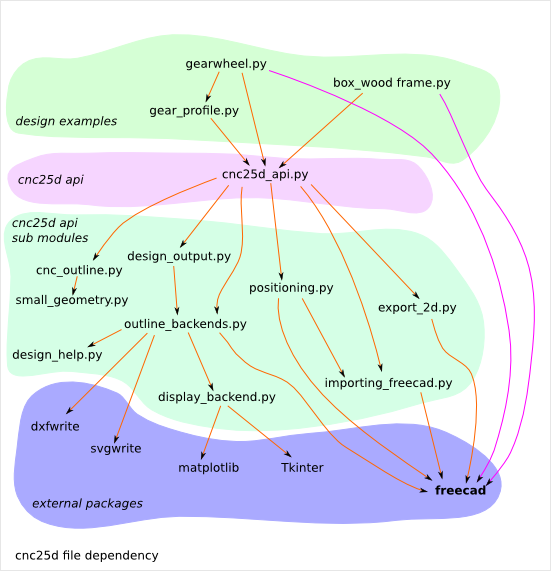 gearwheel.py
box_wood frame.py
gear_profile.py
design examples
cnc25d_api.py
cnc25d api
cnc25d api
sub modules
design_output.py
cnc_outline.py
positioning.py
small_geometry.py
export_2d.py
outline_backends.py
design_help.py
importing_freecad.py
display_backend.py
dxfwrite
svgwrite
matplotlib
Tkinter
freecad
external packages
cnc25d file dependency